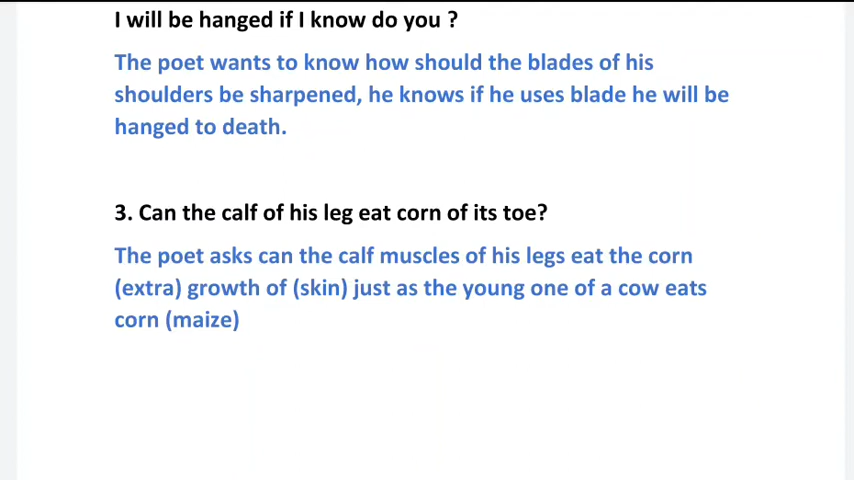 I will be hanged if I know do you ?
The poet wants to know how should the blades of his
shoulders be sharpened, he knows if he uses blade he will be
hanged to death.
3. Can the calf of his leg eat corn of its toe?
The poet asks can the calf muscles of his legs eat the corn
(extra) growth of (skin) just as the young one of a cow eats
corn (maize)